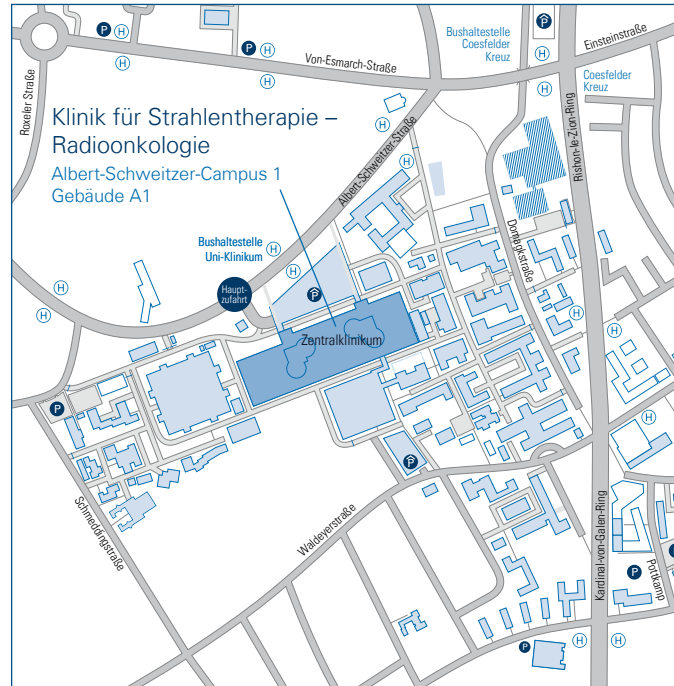 P
H
H
P
H
P
H
Bushaltestelle
Coesfelder
Kreuz
Einsteinstraße
Von-Esmarch-Straße
Coesfelder
Kreuz
H
H
Roxeler Straße
Klinik für Strahlentherapie –
Radioonkologie
Albert-Schweitzer-Campus 1
Gebäude A1
Albert-Schweitzer-Straße
H
H
Rishon-le-Zion-Ring
Domagkstraße
Bushaltestelle
Uni-Klinikum
H
H
Haupt-
zufahrt
P
H
H
H
H
Zentralklinikum
P
P
H
Schmeddingstraße
Waldeyerstraße
H
H
Kardinal-von-Galen-Ring
Pottkamp
P
P
H
H